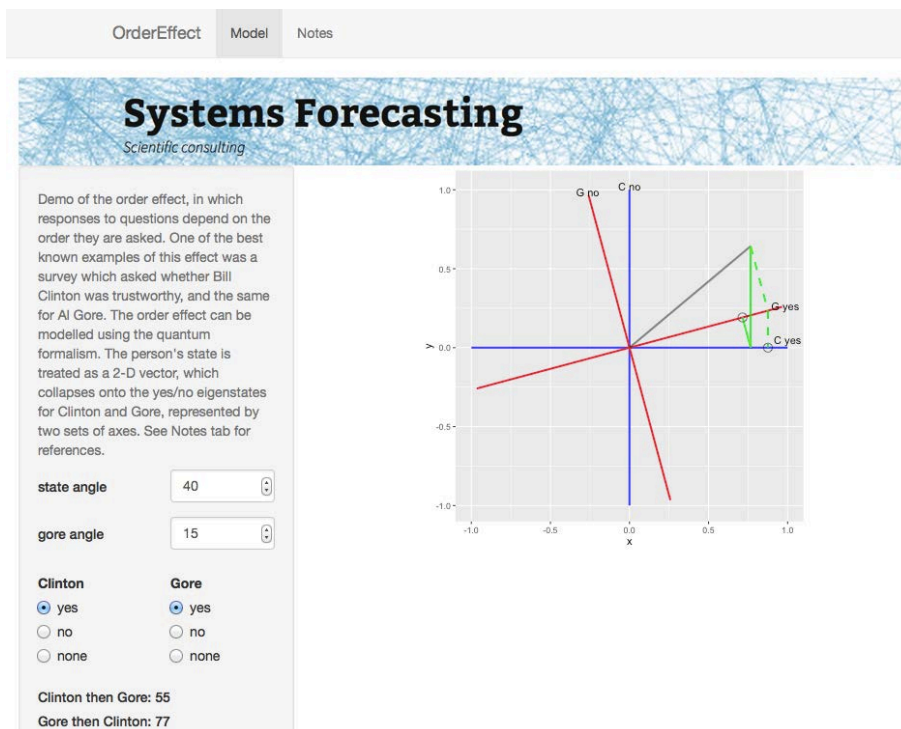 OrderEffect Model Notes
Systems Forecasting
Scientific consulting
Demo of the order effect, in which
responses to questions depend on the
order they are asked. One of the best
known examples of this effect was a
survey which asked whether Bill
Clinton was trustworthy, and the same
for Al Gore. The order effect can be
modelled using the quantum
formalism. The person's state is
treated as a 2-D vector, which
collapses onto the yes/no eigenstates
for Clinton and Gore, represented by
two sets of axes. See Notes tab for
references.
state angle 40
gore angle 15
Clinton Gore
yes yes
no no
none none
Clinton then Gore: 55
Gore then Clinton: 77
G no C no
G yes
C yes
1.0
0.5
0.0
-0.5
-1.0
y
-1.0 -0.5 0.0 0.5 1.0
x